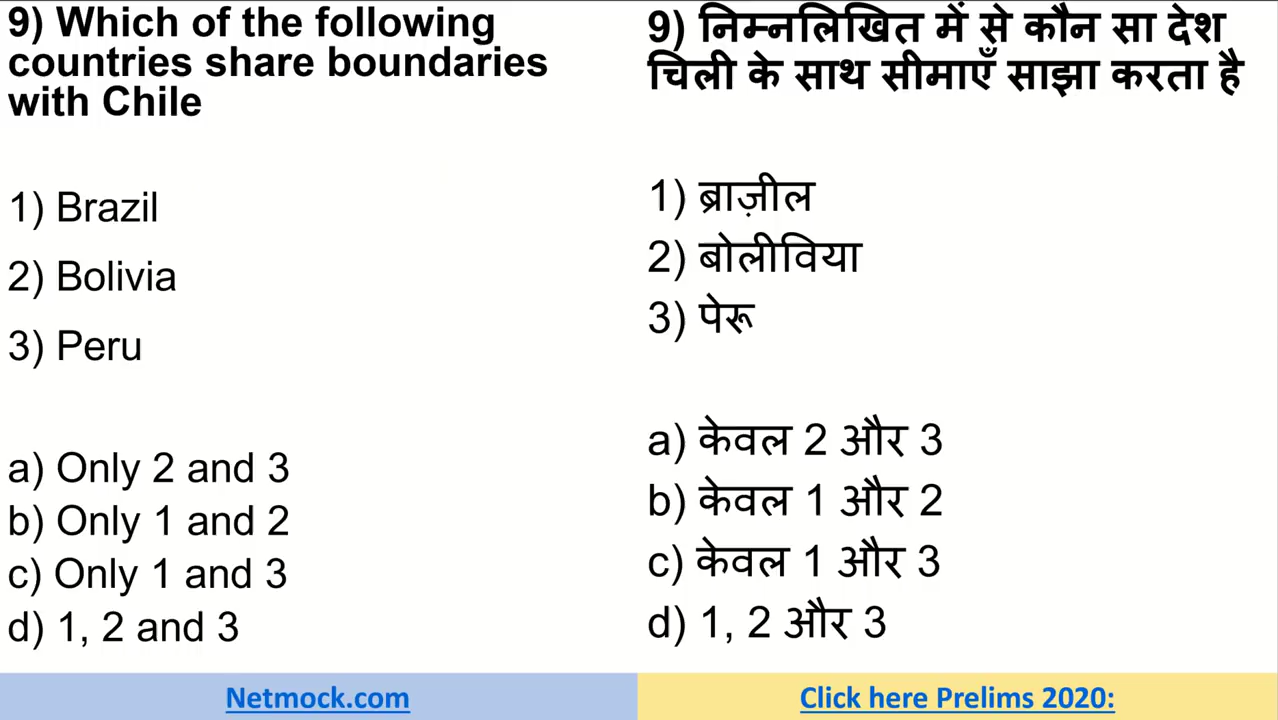 9) Which of the following
countries share boundaries
with Chile
1) Brazil
2) Bolivia
3) Peru
a) Only 2 and 3
b) Only 1 and 2
c) Only 1 and 3
d) 1, 2 and 3
Netmock.com
9) निम्नलिखित में से कौन सा देश
चिली के साथ सीमाएँ साझा करता है
1) ब्राज़ील
2) बोलीविया
3) पेरू
a) केवल 2 और 3
b) केवल 1 और 2
c) केवल 1 और 3
d) 1, 2 और 3
Click here Prelims 2020: